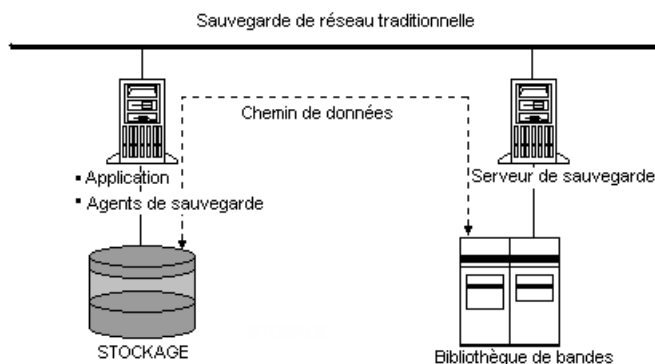 Sauvegarde de réseau traditionnelle
Chemin de données
▪ Application
▪ Agents de sauvegarde
Serveur de sauvegarde
STOCKAGE
Bibliothèque de bandes